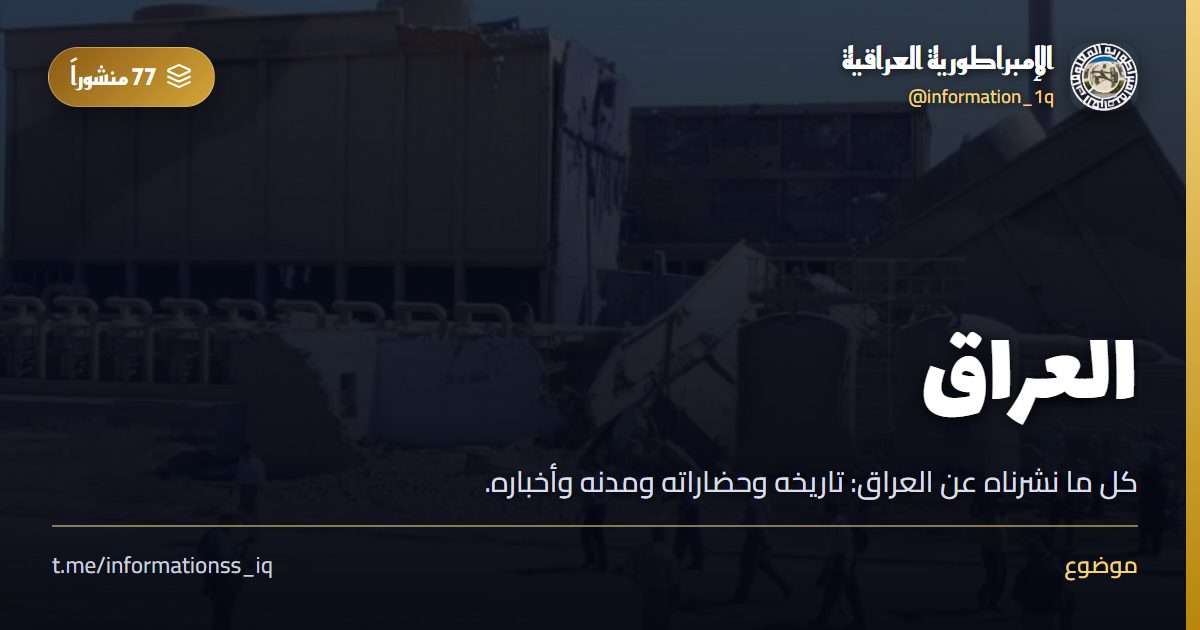 الإمبراطورية العراقية
@information_1q
77 منشوراً
العراق
كل ما نشرناه عن العراق: تاريخه وحضاراته ومدنه وأخباره.
موضوع
t.me/informationss_iq